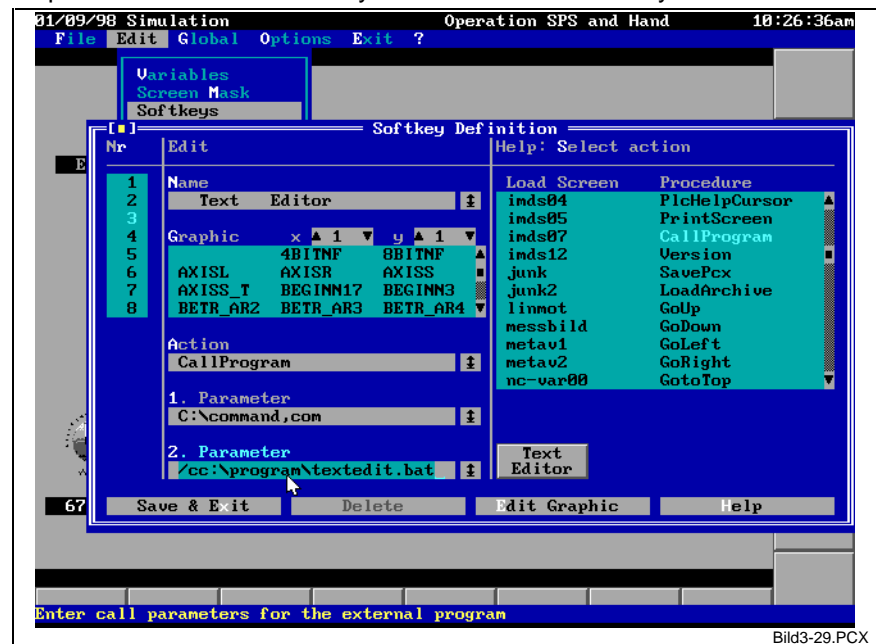 01/09/98 Simulation Operation SPS and Hand 10:26:36am
File Edit Global Options Exit ?
Variables
Screen Mask
Softkeys
Softkey Definition
Nr Edit Help: Select action
E
1 Name Load Screen Procedure
2 Text Editor imds04 PlcHelpCursor
3 imds05 PrintScreen
4 Graphic x 1 y 1 imds07 CallProgram
5 4BITNF 8BITNF imds12 Version
6 AXISL AXISR AXISS junk SavePcx
7 AXISS_T BEGINN17 BEGINN3 junk2 LoadArchive
8 BETR_AR2 BETR_AR3 BETR_AR4 linmot GoUp
messbild GoDown
Action metav1 GoLeft
CallProgram metav2 GoRight
nc-var00 GotoTop
1. Parameter
C:\command,com
2. Parameter Text
/cc:\program\textedit.bat_ Editor
67 Save & Exit Delete Edit Graphic Help
Enter call parameters for the external program
Bild3-29.PCX